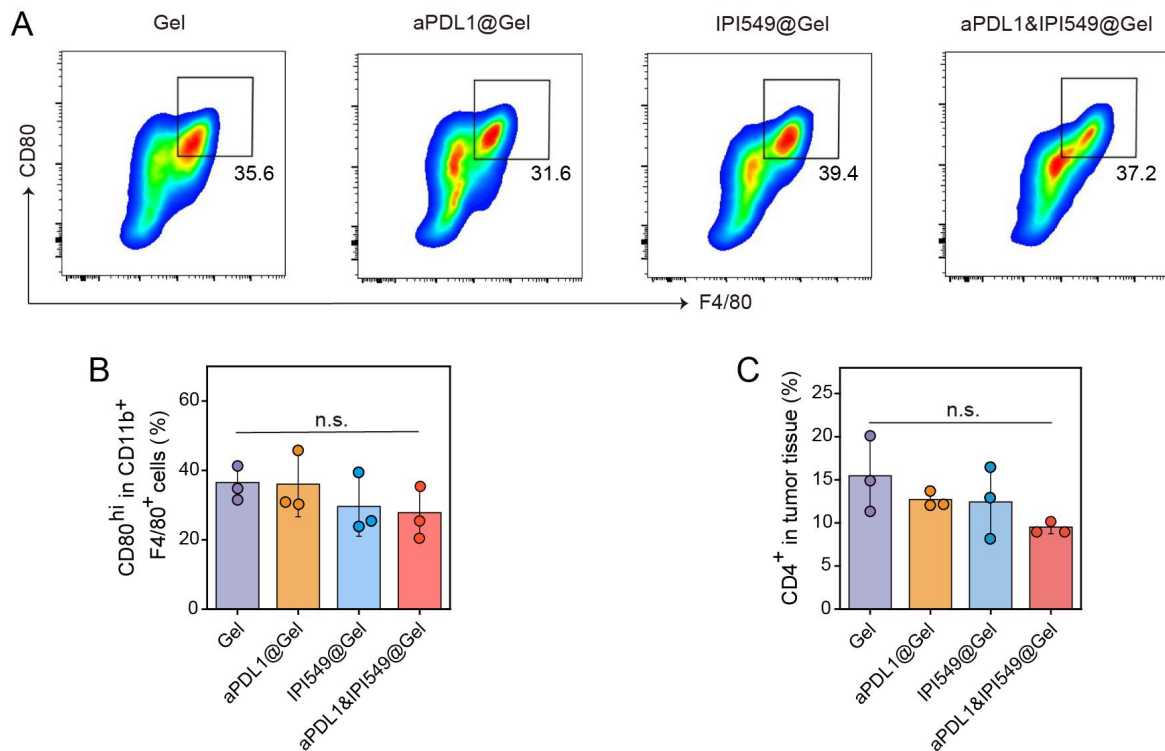 A
Gel
aPDL1@Gel
IPI549@Gel
aPDL1&IPI549@Gel
CD80
35.6
31.6
39.4
37.2
F4/80
B
CD80hi in CD11b+
F4/80+ cells (%)
60
40
20
0
n.s.
Gel
aPDL1@Gel
IPI549@Gel
aPDL1&IPI549@Gel
C
CD4+ in tumor tissue (%)
25
20
15
10
5
0
n.s.
Gel
aPDL1@Gel
IPI549@Gel
aPDL1&IPI549@Gel